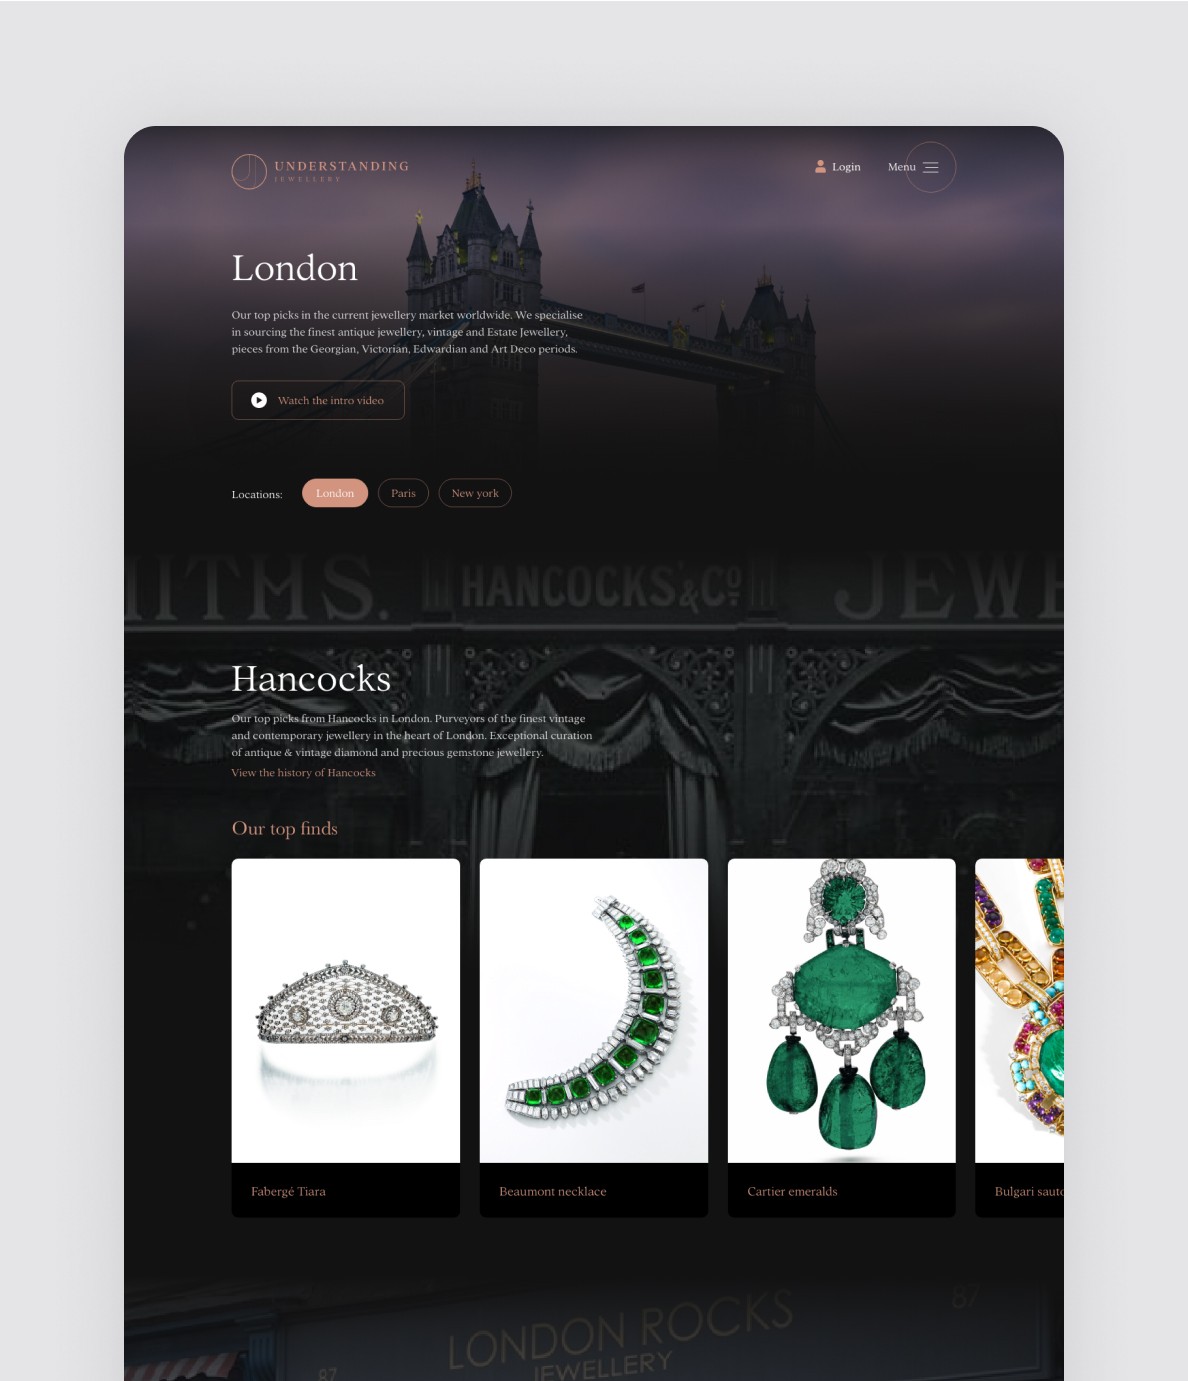 UNDERSTANDING
JEWELLERY
Login
Menu
London
Our top picks in the current jewellery market worldwide. We specialise
in sourcing the finest antique jewellery, vintage and Estate Jewellery,
pieces from the Georgian, Victorian, Edwardian and Art Deco periods.
Watch the intro video
Locations:
London
Paris
New york
ITHS.
HANCOCKS & Co
JEWE
Hancocks
Our top picks from Hancocks in London. Purveyors of the finest vintage
and contemporary jewellery in the heart of London. Exceptional curation
of antique & vintage diamond and precious gemstone jewellery.
View the history of Hancocks
Our top finds
Fabergé Tiara
Beaumont necklace
Cartier emeralds
Bulgari sauto
87
LONDON ROCKS
JEWELLERY
87